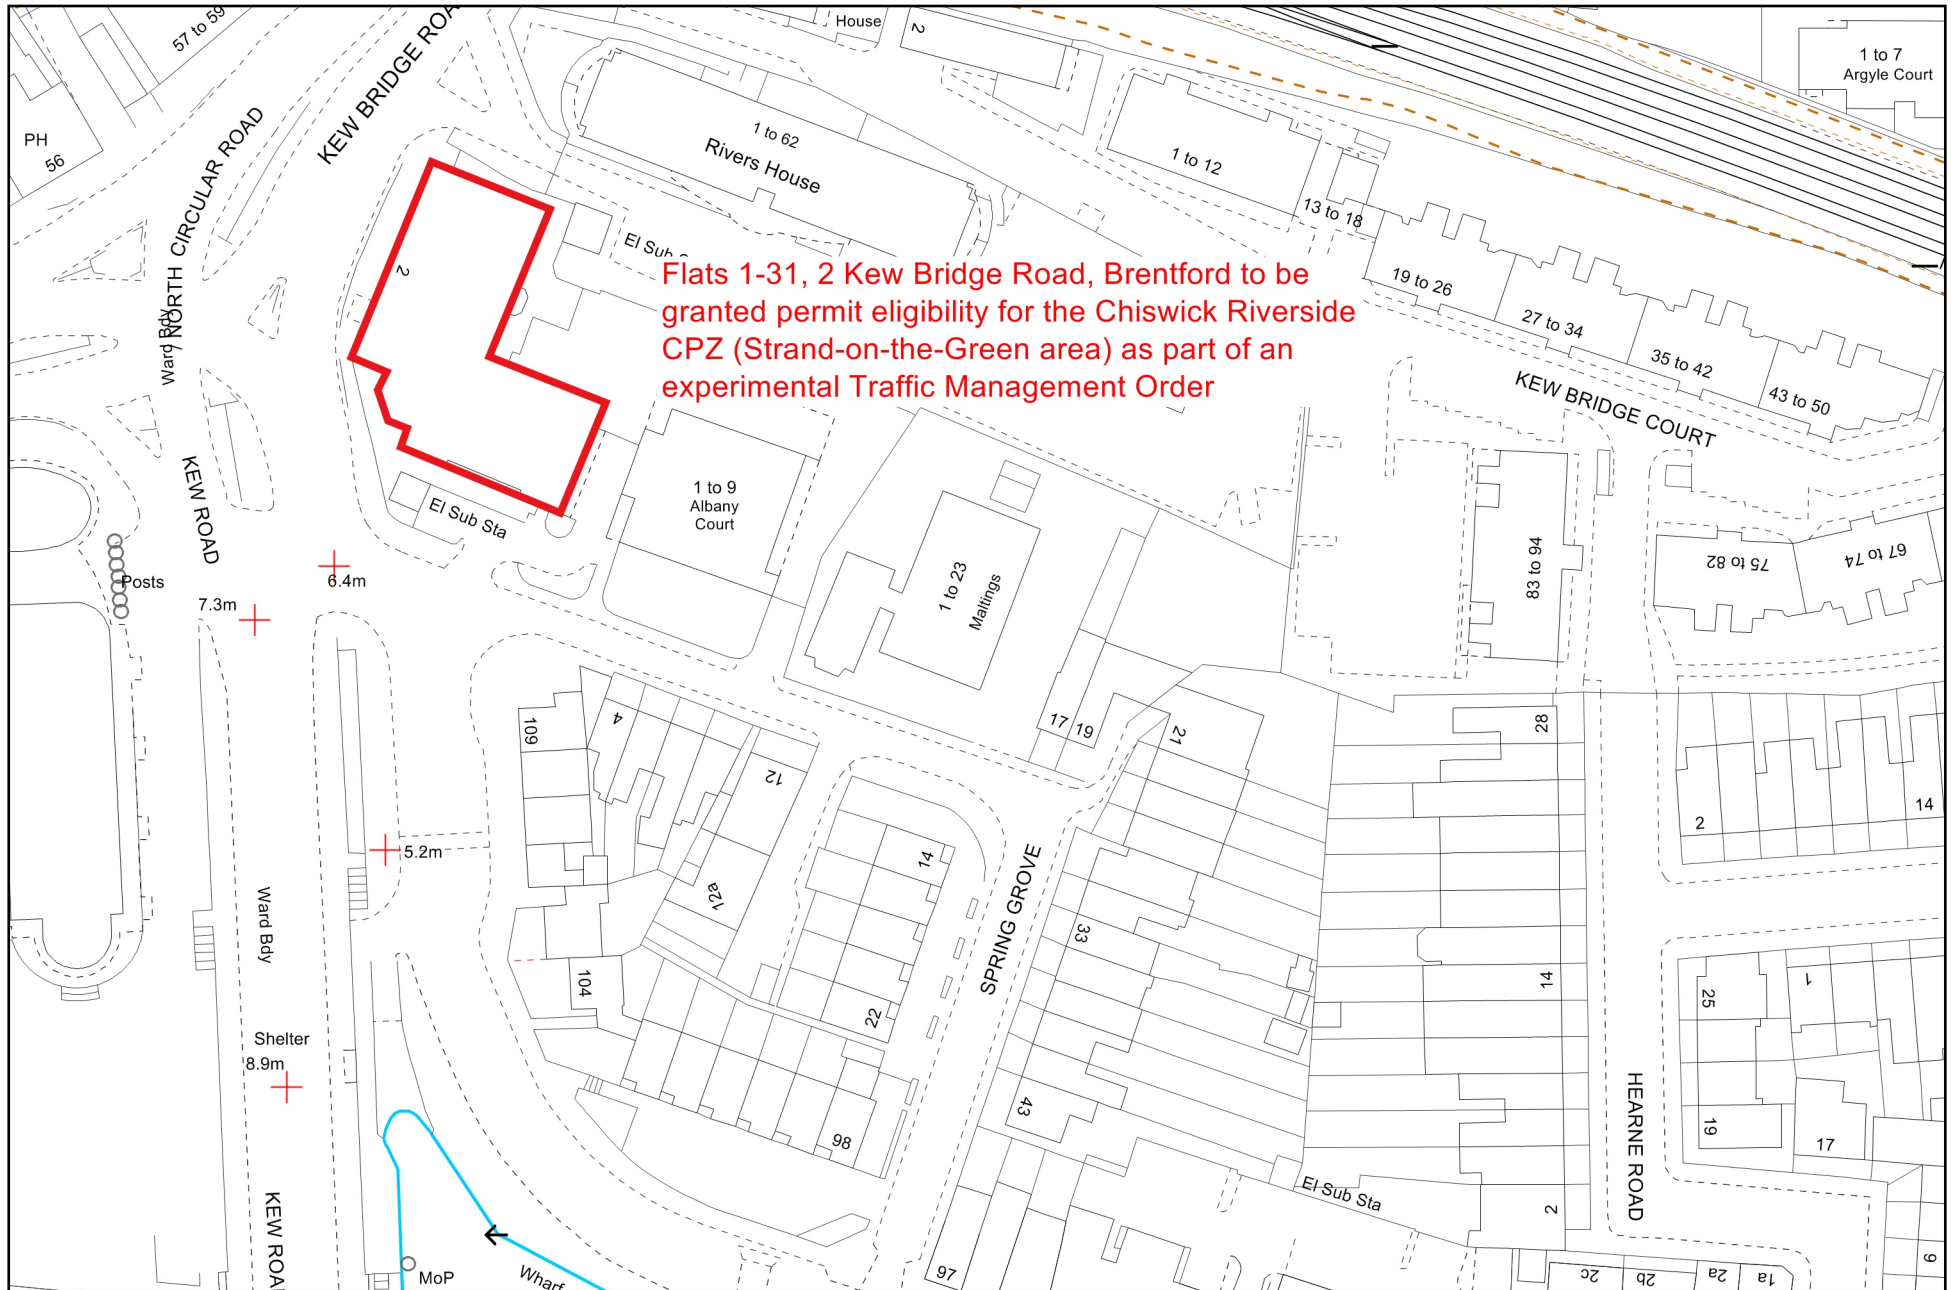 57 to 59
KEW BRIDGE ROA
House
2
1 to 7
Argyle Court
PH
56
/ NORTH CIRCULAR ROAD
Ward Bdy
1 to 62
Rivers House
1 to 12
13 to 18
El Sub
2
Flats 1-31, 2 Kew Bridge Road, Brentford to be
granted permit eligibility for the Chiswick Riverside
CPZ (Strand-on-the-Green area) as part of an
experimental Traffic Management Order
19 to 26
27 to 34
35 to 42
43 to 50
KEW BRIDGE COURT
KEW ROAD
El Sub Sta
1 to 9
Albany
Court
1 to 23
Maltings
83 to 94
75 to 82
67 to 74
Posts
6.4m
7.3m
109
4
12
17
19
21
28
2
14
5.2m
12a
14
SPRING GROVE
33
Ward Bdy
104
22
14
25
1
Shelter
8.9m
43
98
HEARNE ROAD
19
17
KEW ROA
El Sub Sta
2
MoP
Wharf
97
2c
2b
2a
1a
9